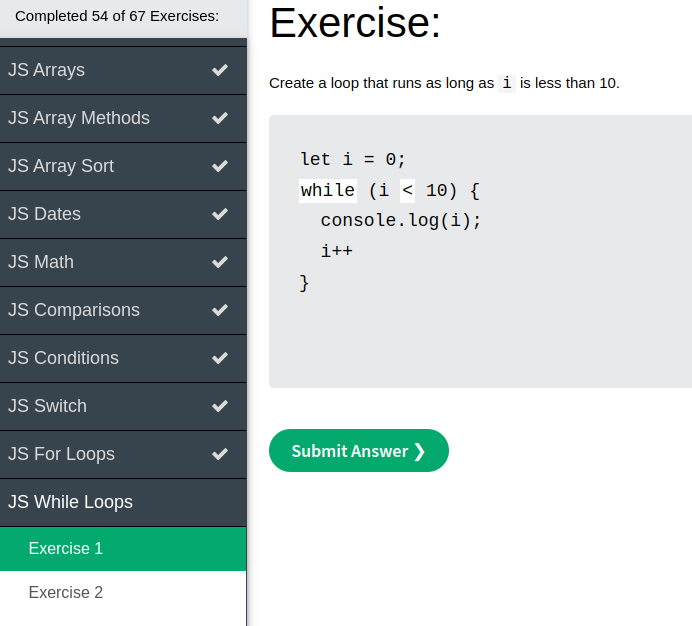 Completed 54 of 67 Exercises:
JS Arrays
JS Array Methods
JS Array Sort
JS Dates
JS Math
JS Comparisons
JS Conditions
JS Switch
JS For Loops
JS While Loops
Exercise 1
Exercise 2
Exercise:
Create a loop that runs as long as i is less than 10.
let i = 0;
while (i < 10) {
  console.log(i);
  i++
}
Submit Answer ❯